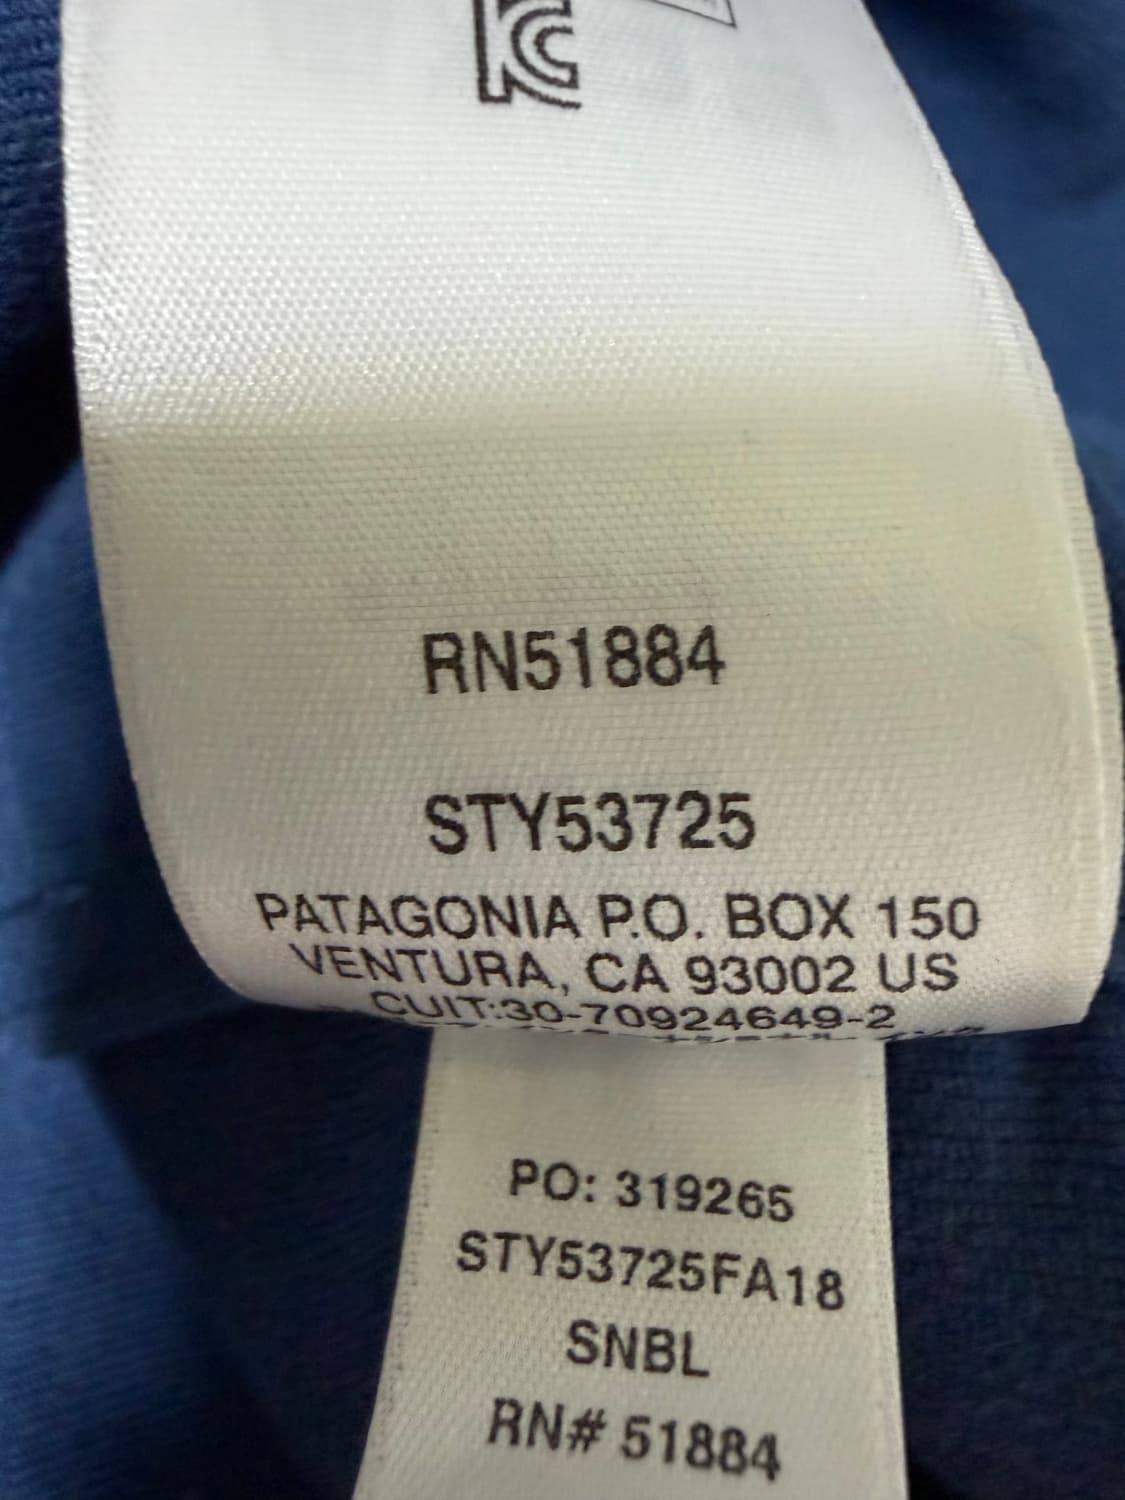 RN51884
STY53725
PATAGONIA P.O. BOX 150
VENTURA, CA 93002 US
CUIT:30-70924649-2
PO: 319265
STY53725FA18
SNBL
RN# 51884